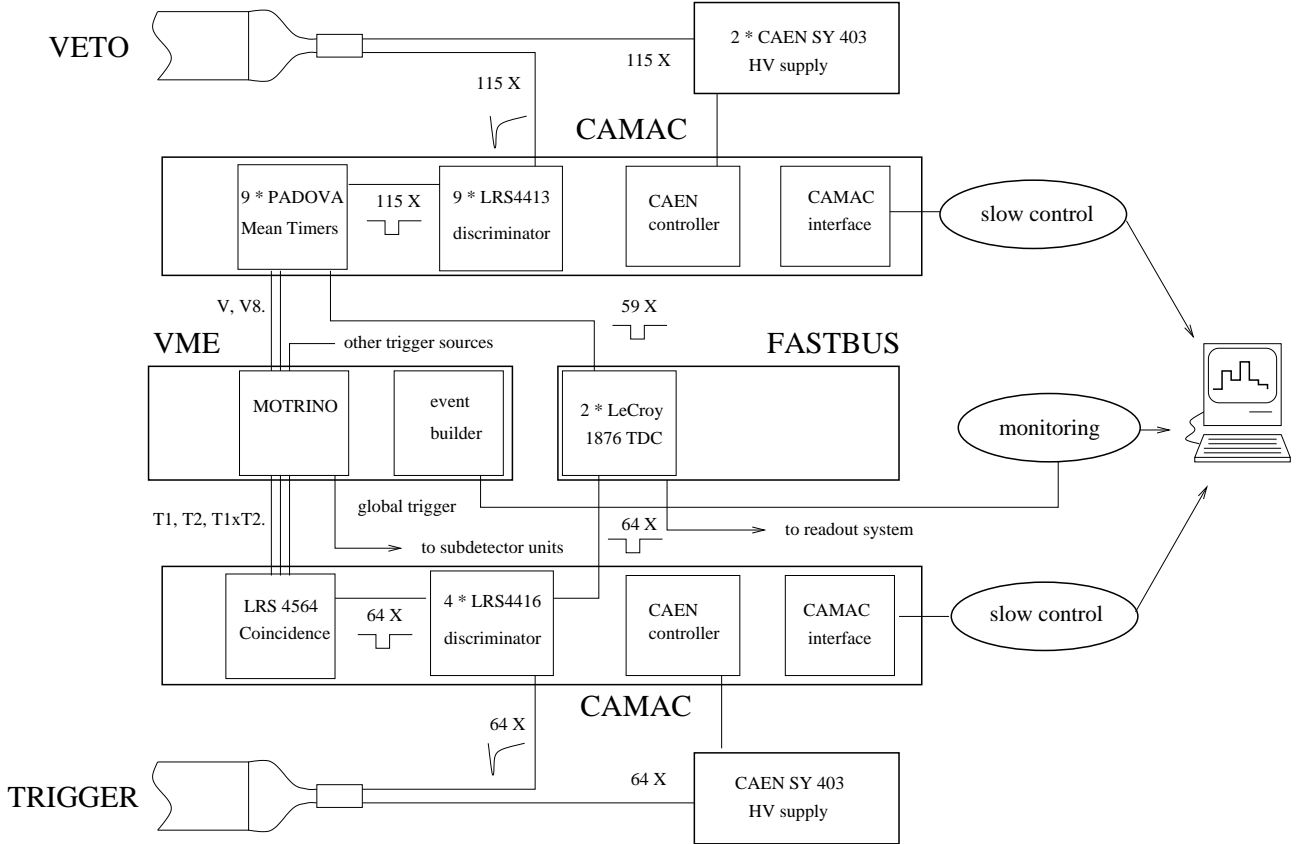 VETO
115 X
115 X
2 * CAEN SY 403
HV supply
CAMAC
9 * PADOVA
Mean Timers
115 X
9 * LRS4413
discriminator
CAEN
controller
CAMAC
interface
slow control
V, V8.
59 X
VME
other trigger sources
FASTBUS
MOTRINO
event
builder
2 * LeCroy
1876 TDC
monitoring
T1, T2, T1xT2.
global trigger
64 X
to readout system
to subdetector units
LRS 4564
Coincidence
64 X
4 * LRS4416
discriminator
CAEN
controller
CAMAC
interface
slow control
CAMAC
64 X
TRIGGER
64 X
CAEN SY 403
HV supply